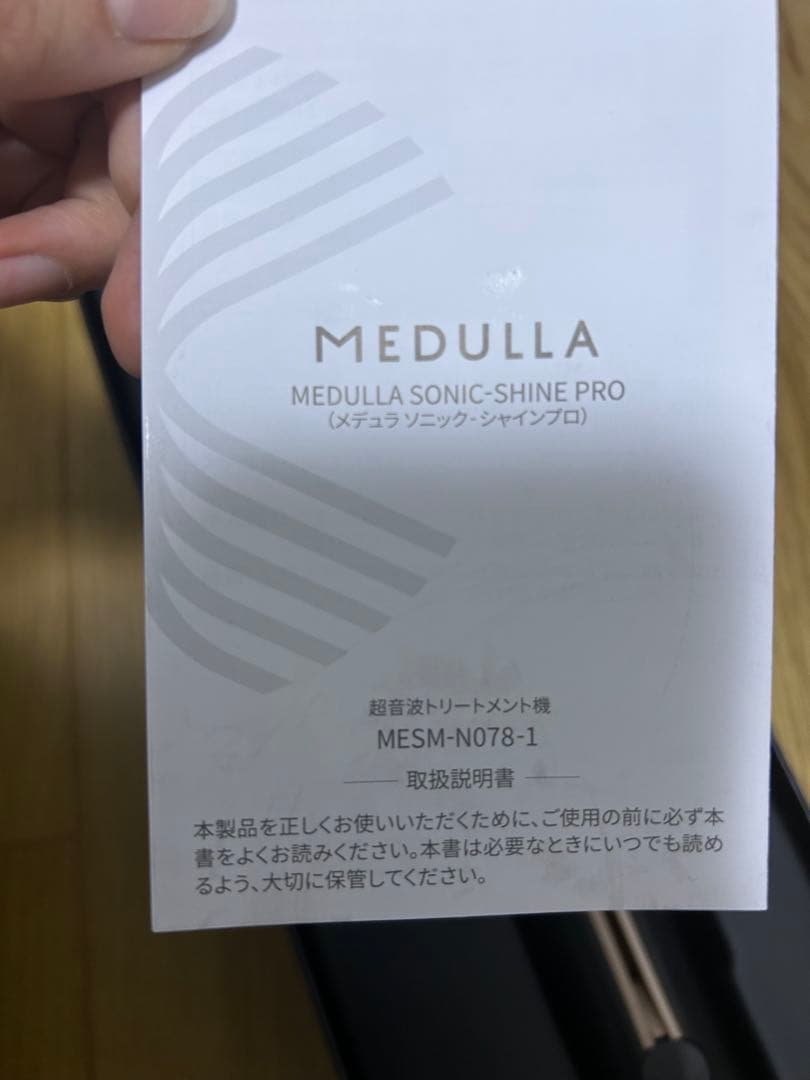 MEDULLA
MEDULLA SONIC-SHINE PRO
(メデュラ ソニック-シャインプロ)
超音波トリートメント機
MESM-N078-1
取扱説明書
本製品を正しくお使いいただくために、ご使用の前に必ず本
書をよくお読みください。本書は必要なときにいつでも読め
るよう、大切に保管してください。